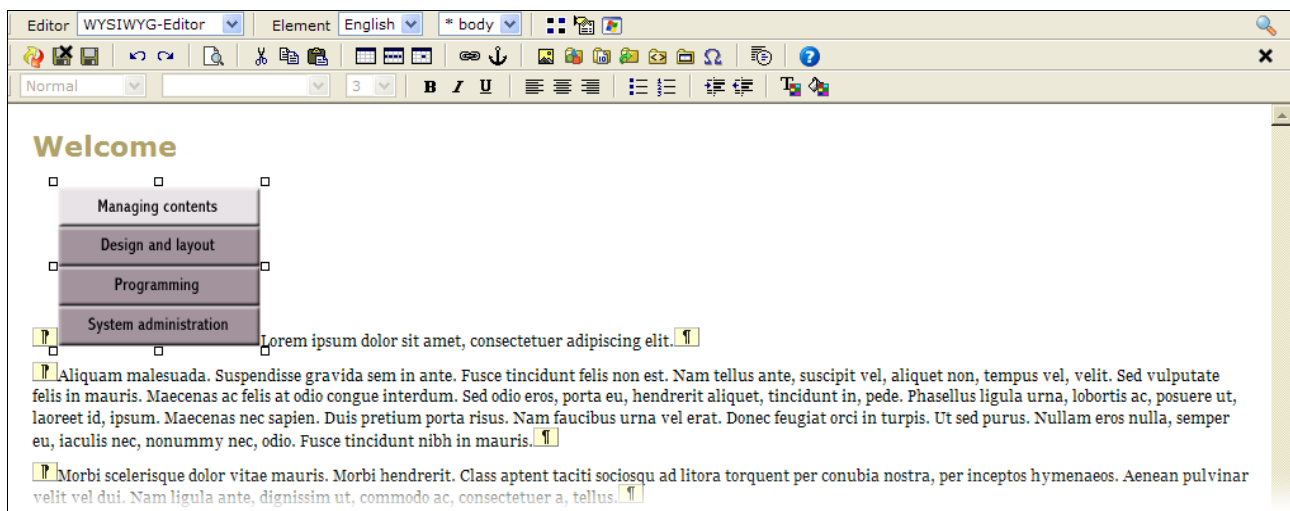 Editor WYSIWYG-Editor Element English * body
Normal 3 B I U
Welcome
Managing contents
Design and layout
Programming
System administration
¶ Lorem ipsum dolor sit amet, consectetuer adipiscing elit. ¶
¶ Aliquam malesuada. Suspendisse gravida sem in ante. Fusce tincidunt felis non est. Nam tellus ante, suscipit vel, aliquet non, tempus vel, velit. Sed vulputate
felis in mauris. Maecenas ac felis at odio congue interdum. Sed odio eros, porta eu, hendrerit aliquet, tincidunt in, pede. Phasellus ligula urna, lobortis ac, posuere ut,
laoreet id, ipsum. Maecenas nec sapien. Duis pretium porta risus. Nam faucibus urna vel erat. Donec feugiat orci in turpis. Ut sed purus. Nullam eros nulla, semper
eu, iaculis nec, nonummy nec, odio. Fusce tincidunt nibh in mauris. ¶
¶ Morbi scelerisque dolor vitae mauris. Morbi hendrerit. Class aptent taciti sociosqu ad litora torquent per conubia nostra, per inceptos hymenaeos. Aenean pulvinar
velit vel dui. Nam ligula ante, dignissim ut, commodo ac, consectetuer a, tellus. ¶